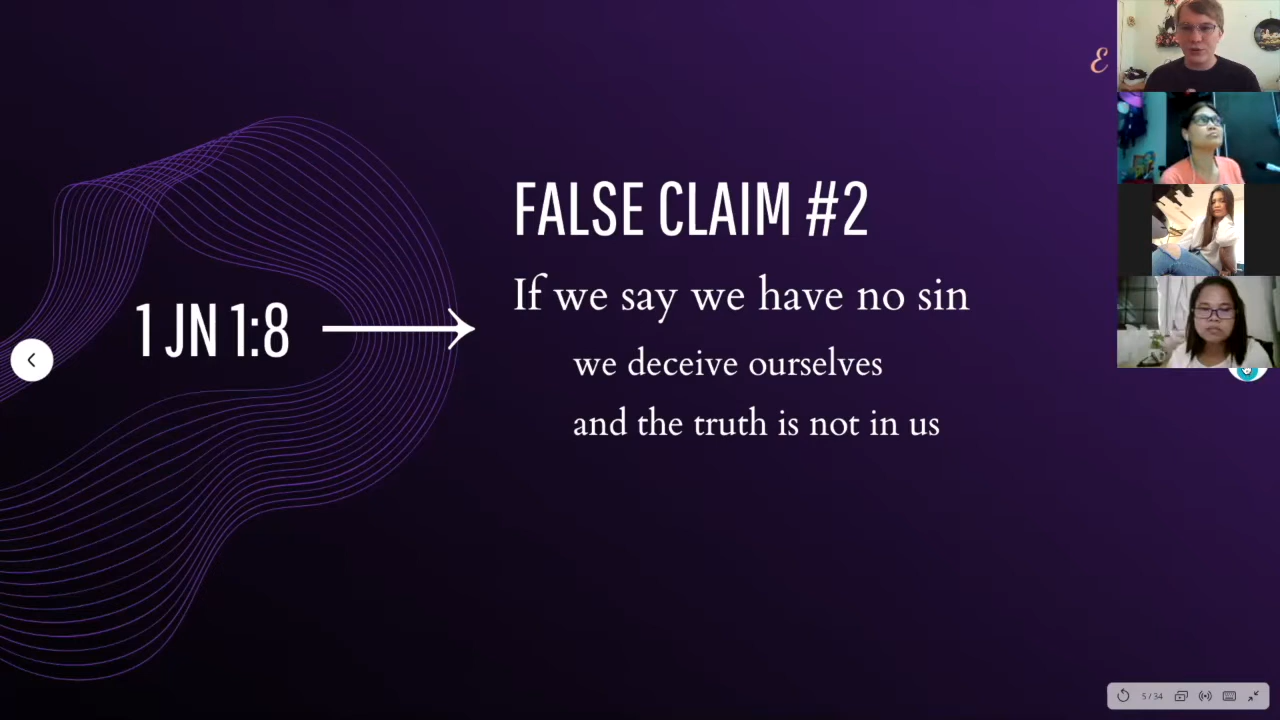 ℰ
FALSE CLAIM #2
If we say we have no sin
1 JN 1:8
we deceive ourselves
and the truth is not in us
5 / 34